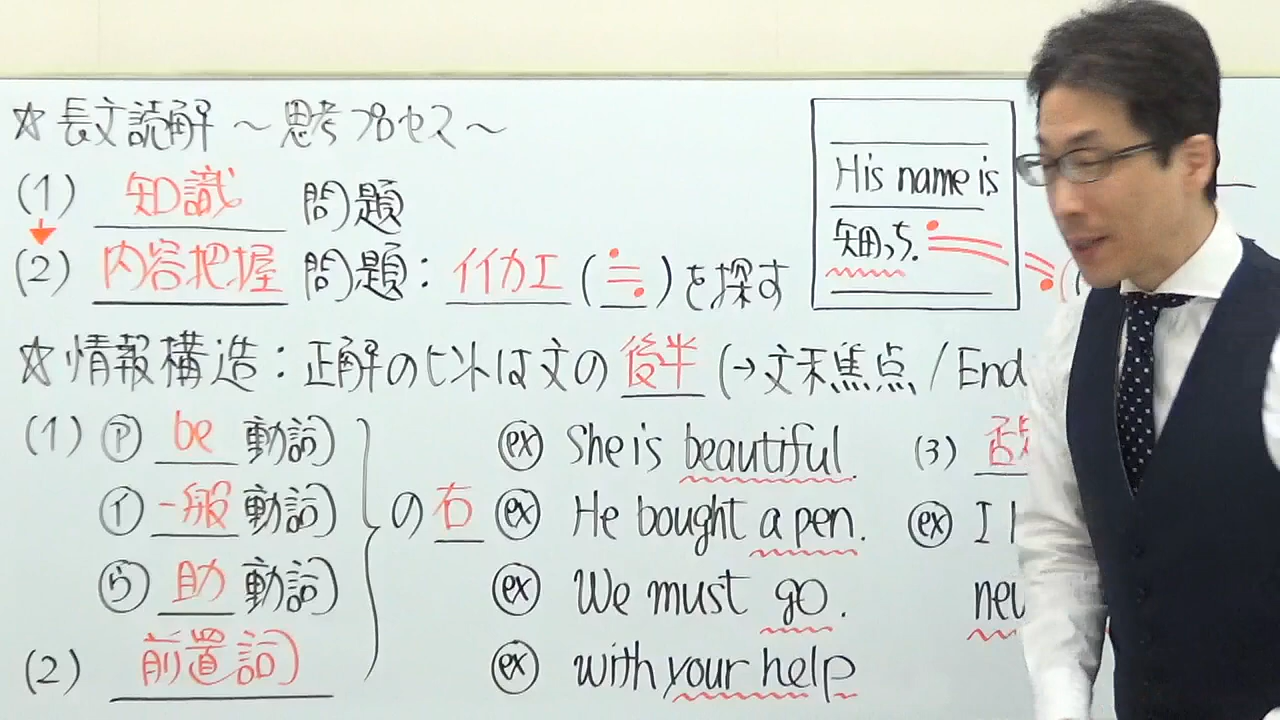 ☆長文読解 ～思考プロセス～
(1) 知識 問題
(2) 内容把握 問題：イイカエ(≒)を探す
His name is
知っち.
☆情報構造：正解のヒントは文の後半(→文末焦点/End
(1) ㋐ be 動詞
㋑ 一般動詞
㋒ 助動詞
の右
(2) 前置詞
ex She is beautiful.
ex He bought a pen.
ex We must go.
ex with your help
(3)
ex I